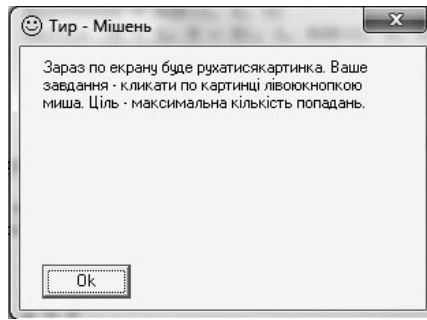 Тир - Мішень
Зараз по екрану буде рухатисякартинка. Ваше
завдання - кликати по картинці лівоюкнопкою
миша. Ціль - максимальна кількість попадань.
Ok